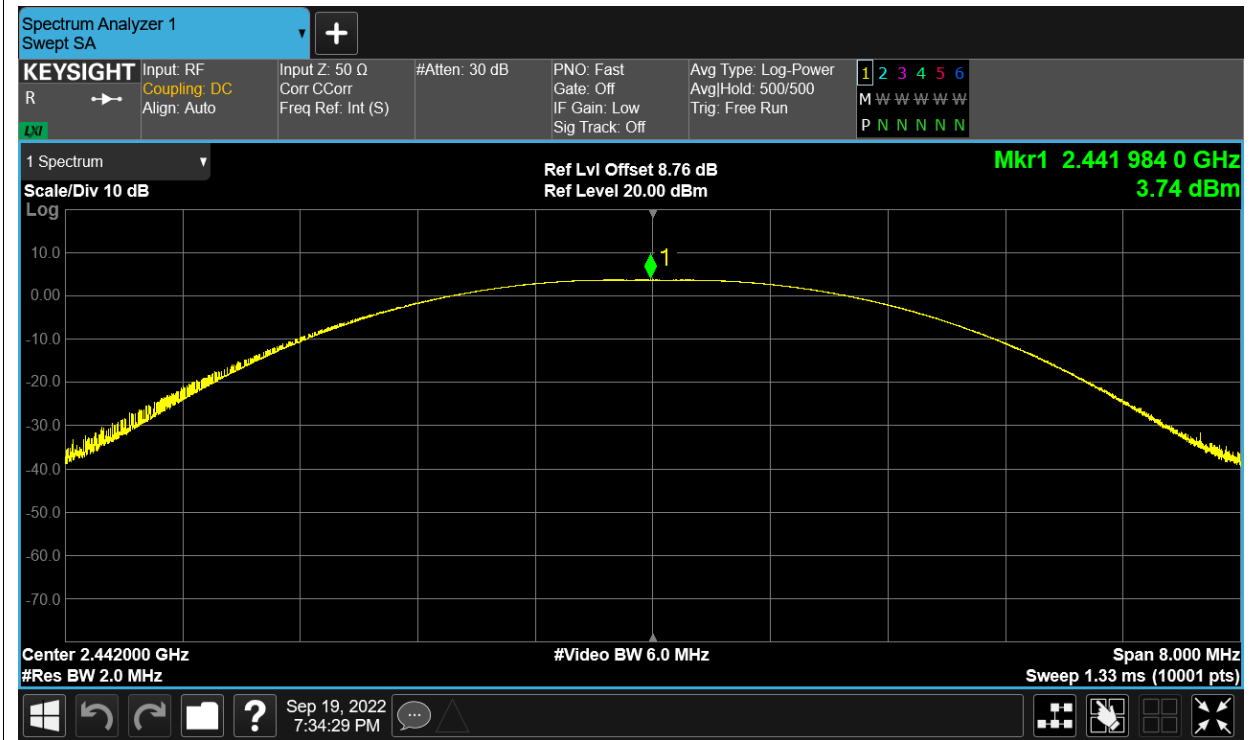 Spectrum Analyzer 1
Swept SA
KEYSIGHT
R
LXI
Input: RF
Coupling: DC
Align: Auto
Input Z: 50 Ω
Corr CCorr
Freq Ref: Int (S)
#Atten: 30 dB
PNO: Fast
Gate: Off
IF Gain: Low
Sig Track: Off
Avg Type: Log-Power
Avg|Hold: 500/500
Trig: Free Run
1 2 3 4 5 6
M W W W W W
P N N N N N
1 Spectrum
Scale/Div 10 dB
Log
Ref Lvl Offset 8.76 dB
Ref Level 20.00 dBm
Mkr1 2.441 984 0 GHz
3.74 dBm
1
10.0
0.00
-10.0
-20.0
-30.0
-40.0
-50.0
-60.0
-70.0
Center 2.442000 GHz
#Res BW 2.0 MHz
#Video BW 6.0 MHz
Span 8.000 MHz
Sweep 1.33 ms (10001 pts)
?
Sep 19, 2022
7:34:29 PM